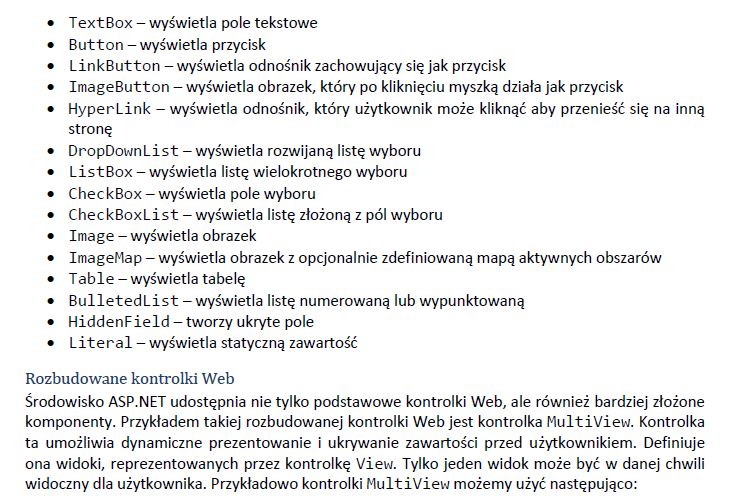 • TextBox – wyświetla pole tekstowe
• Button – wyświetla przycisk
• LinkButton – wyświetla odnośnik zachowujący się jak przycisk
• ImageButton – wyświetla obrazek, który po kliknięciu myszką działa jak przycisk
• HyperLink – wyświetla odnośnik, który użytkownik może kliknąć aby przenieść się na inną
stronę
• DropDownList – wyświetla rozwijaną listę wyboru
• ListBox – wyświetla listę wielokrotnego wyboru
• CheckBox – wyświetla pole wyboru
• CheckBoxList – wyświetla listę złożoną z pól wyboru
• Image – wyświetla obrazek
• ImageMap – wyświetla obrazek z opcjonalnie zdefiniowaną mapą aktywnych obszarów
• Table – wyświetla tabelę
• BulletedList – wyświetla listę numerowaną lub wypunktowaną
• HiddenField – tworzy ukryte pole
• Literal – wyświetla statyczną zawartość
Rozbudowane kontrolki Web
Środowisko ASP.NET udostępnia nie tylko podstawowe kontrolki Web, ale również bardziej złożone
komponenty. Przykładem takiej rozbudowanej kontrolki Web jest kontrolka MultiView. Kontrolka
ta umożliwia dynamiczne prezentowanie i ukrywanie zawartości przed użytkownikiem. Definiuje
ona widoki, reprezentowanych przez kontrolkę View. Tylko jeden widok może być w danej chwili
widoczny dla użytkownika. Przykładowo kontrolki MultiView możemy użyć następująco: